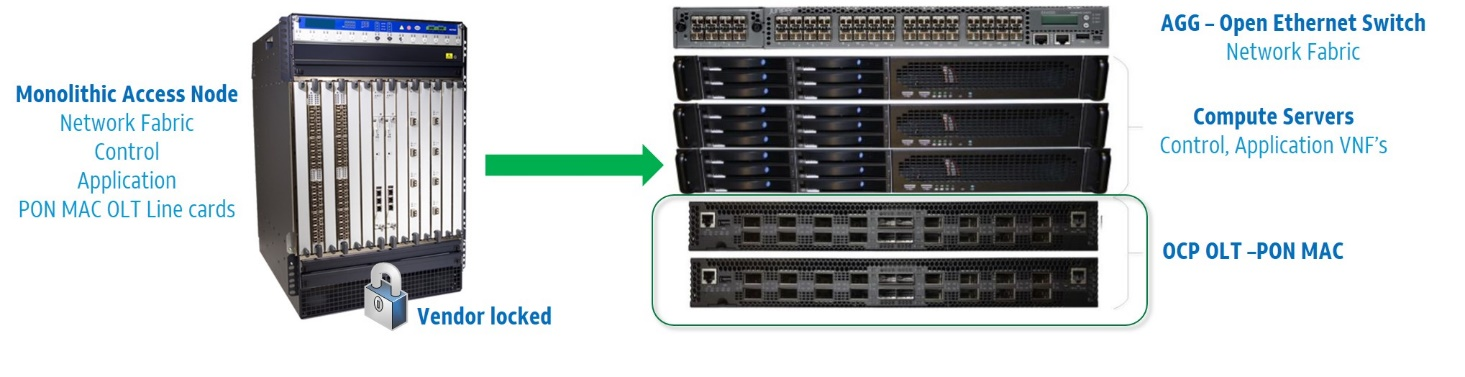 Monolithic Access Node
Network Fabric
Control
Application
PON MAC OLT Line cards
Vendor locked
AGG – Open Ethernet Switch
Network Fabric
Compute Servers
Control, Application VNF’s
OCP OLT –PON MAC